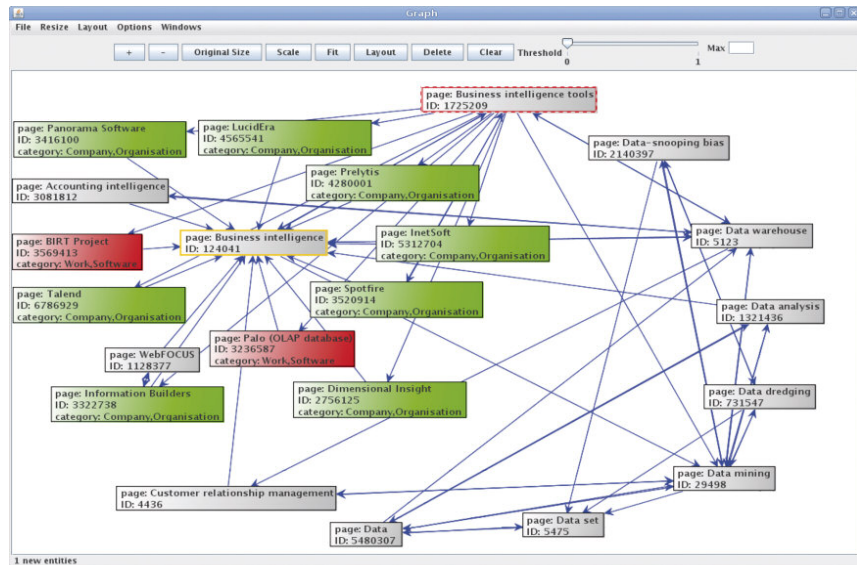 Graph
File Resize Layout Options Windows
+ - Original Size Scale Fit Layout Delete Clear Threshold 0 1 Max
page: Business intelligence tools
ID: 1725209
page: Panorama Software
ID: 3416100
category: Company,Organisation
page: LucidEra
ID: 4565541
category: Company,Organisation
page: Data-snooping bias
ID: 2140397
page: Prelytis
ID: 4280001
category: Company,Organisation
page: Accounting intelligence
ID: 3081812
page: BIRT Project
ID: 3569413
category: Work,Software
page: Business intelligence
ID: 124041
page: InetSoft
ID: 5312704
category: Company,Organisation
page: Data warehouse
ID: 5123
page: Talend
ID: 6786929
category: Company,Organisation
page: Spotfire
ID: 3520914
category: Company,Organisation
page: Data analysis
ID: 1321436
page: Palo (OLAP database)
ID: 3236587
category: Work,Software
page: WebFOCUS
ID: 1128377
page: Information Builders
ID: 3322738
category: Company,Organisation
page: Dimensional Insight
ID: 2756125
category: Company,Organisation
page: Data dredging
ID: 731547
page: Data mining
ID: 29498
page: Customer relationship management
ID: 4436
page: Data
ID: 5480307
page: Data set
ID: 5475
1 new entities